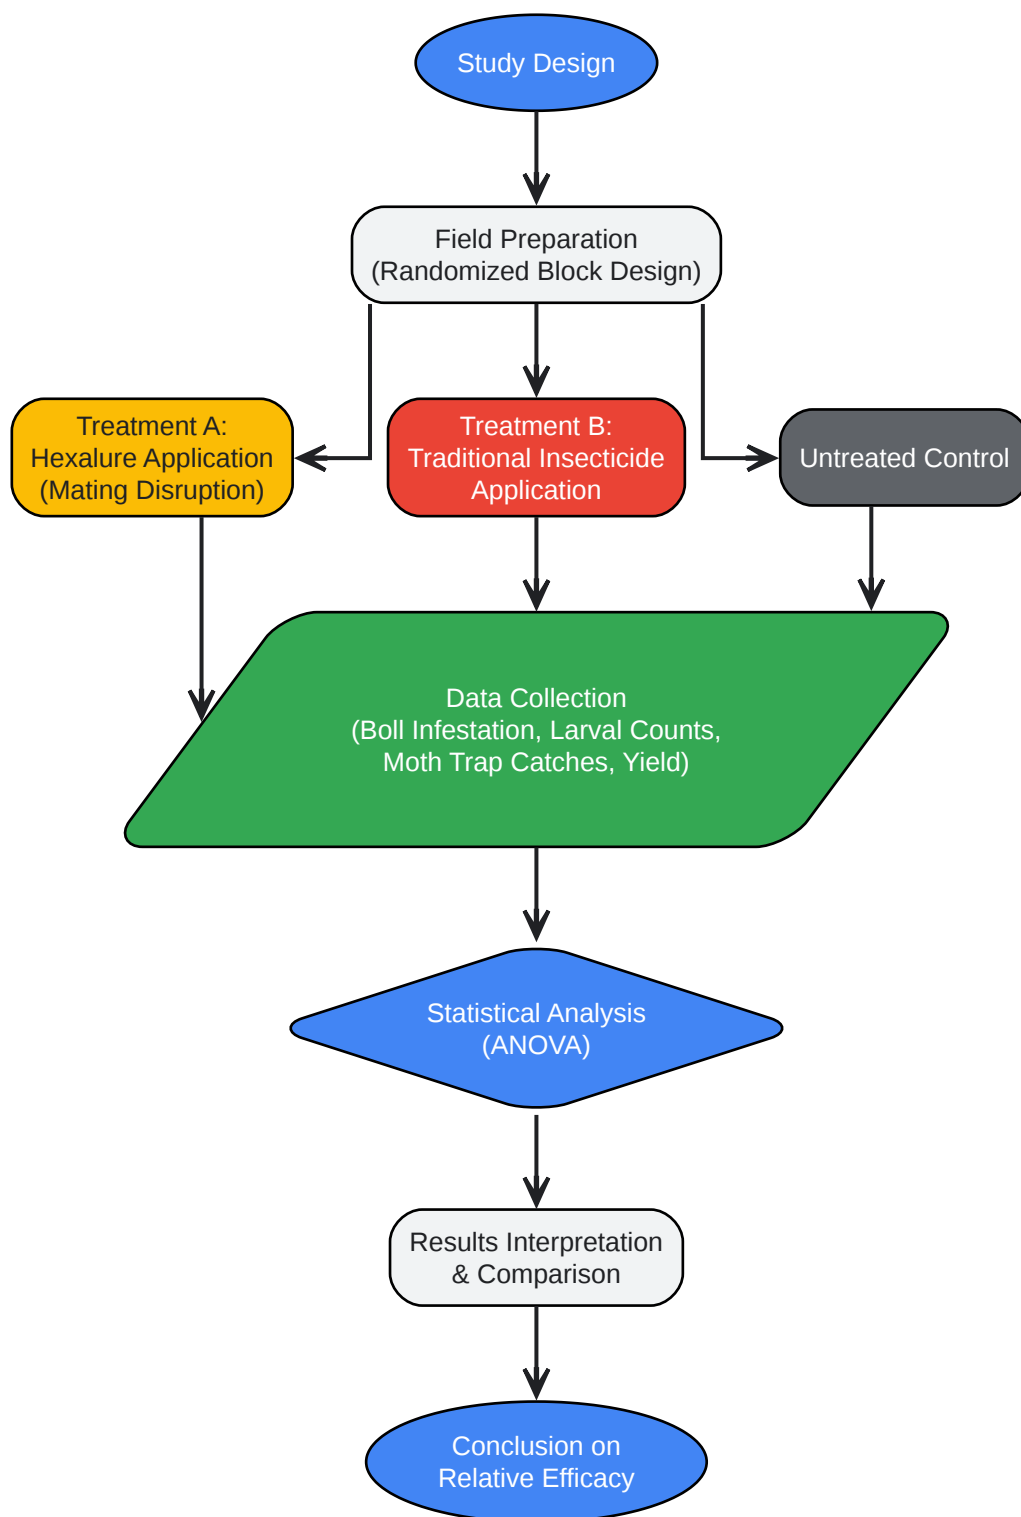 Study Design
Field Preparation
(Randomized Block Design)
Treatment A:
Hexalure Application
(Mating Disruption)
Treatment B:
Traditional Insecticide
Application
Untreated Control
Data Collection
(Boll Infestation, Larval Counts,
Moth Trap Catches, Yield)
Statistical Analysis
(ANOVA)
Results Interpretation
& Comparison
Conclusion on
Relative Efficacy